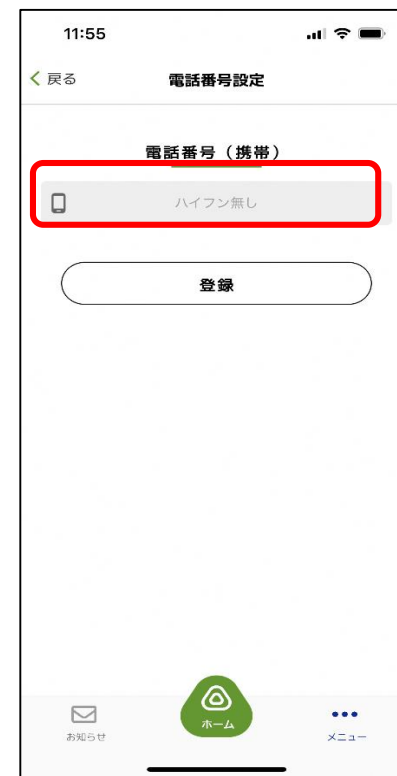 11:55
戻る 電話番号設定
電話番号（携帯）
ハイフン無し
登録
お知らせ ホーム メニュー